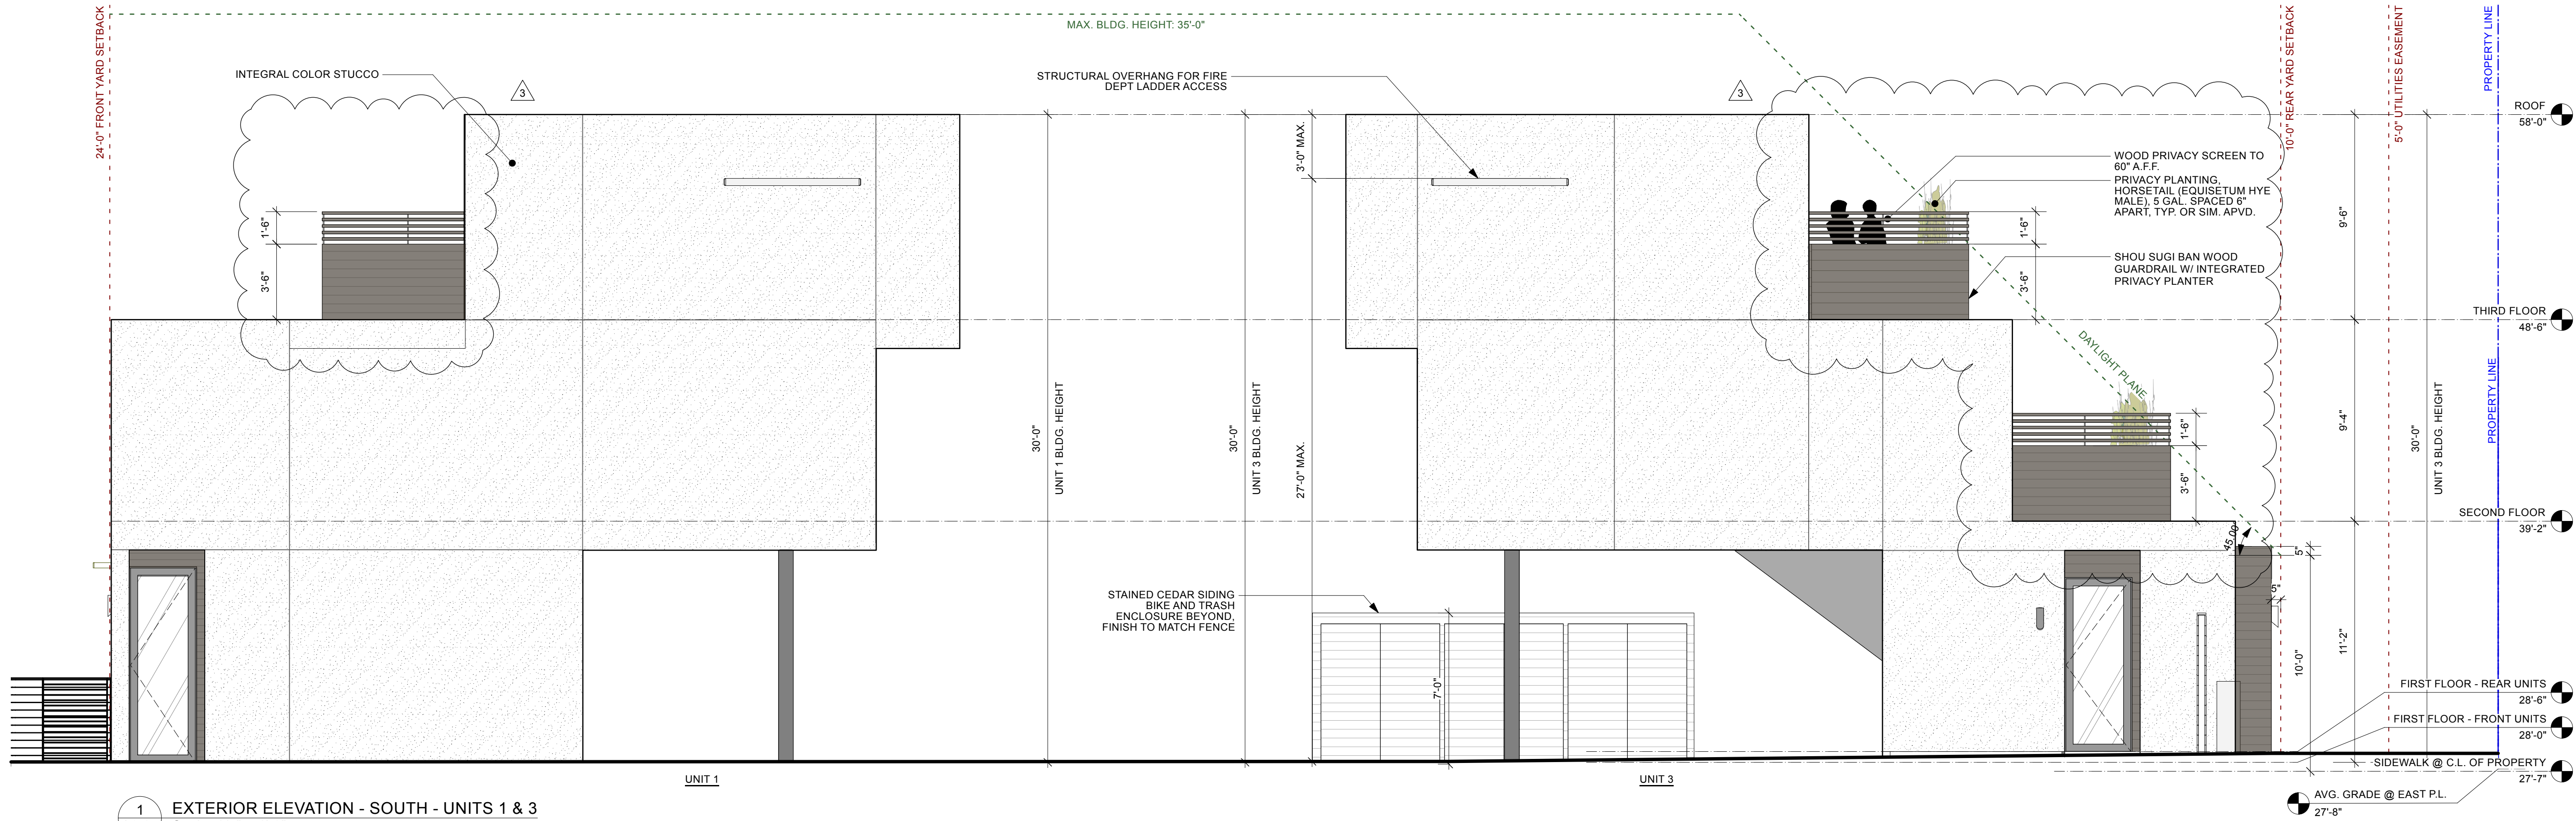 24'-0" FRONT YARD SETBACK
MAX. BLDG. HEIGHT: 35'-0"
10'-0" REAR YARD SETBACK
5'-0" UTILITIES EASEMENT
PROPERTY LINE
INTEGRAL COLOR STUCCO
3
STRUCTURAL OVERHANG FOR FIRE
DEPT LADDER ACCESS
3
ROOF
58'-0"
3'-0" MAX.
WOOD PRIVACY SCREEN TO
60" A.F.F.
PRIVACY PLANTING,
HORSETAIL (EQUISETUM HYE
MALE), 5 GAL. SPACED 6"
APART, TYP. OR SIM. APVD.
1'-6"
3'-6"
1'-6"
3'-6"
9'-6"
SHOU SUGI BAN WOOD
GUARDRAIL W/ INTEGRATED
PRIVACY PLANTER
THIRD FLOOR
48'-6"
DAYLIGHT PLANE
PROPERTY LINE
30'-0"
UNIT 1 BLDG. HEIGHT
30'-0"
UNIT 3 BLDG. HEIGHT
27'-0" MAX.
1'-6"
3'-6"
9'-4"
30'-0"
UNIT 3 BLDG. HEIGHT
SECOND FLOOR
39'-2"
45.00
5"
5"
STAINED CEDAR SIDING
BIKE AND TRASH
ENCLOSURE BEYOND,
FINISH TO MATCH FENCE
7'-0"
10'-0"
11'-2"
FIRST FLOOR - REAR UNITS
28'-6"
FIRST FLOOR - FRONT UNITS
28'-0"
SIDEWALK @ C.L. OF PROPERTY
27'-7"
AVG. GRADE @ EAST P.L.
27'-8"
UNIT 1
UNIT 3
1
EXTERIOR ELEVATION - SOUTH - UNITS 1 & 3